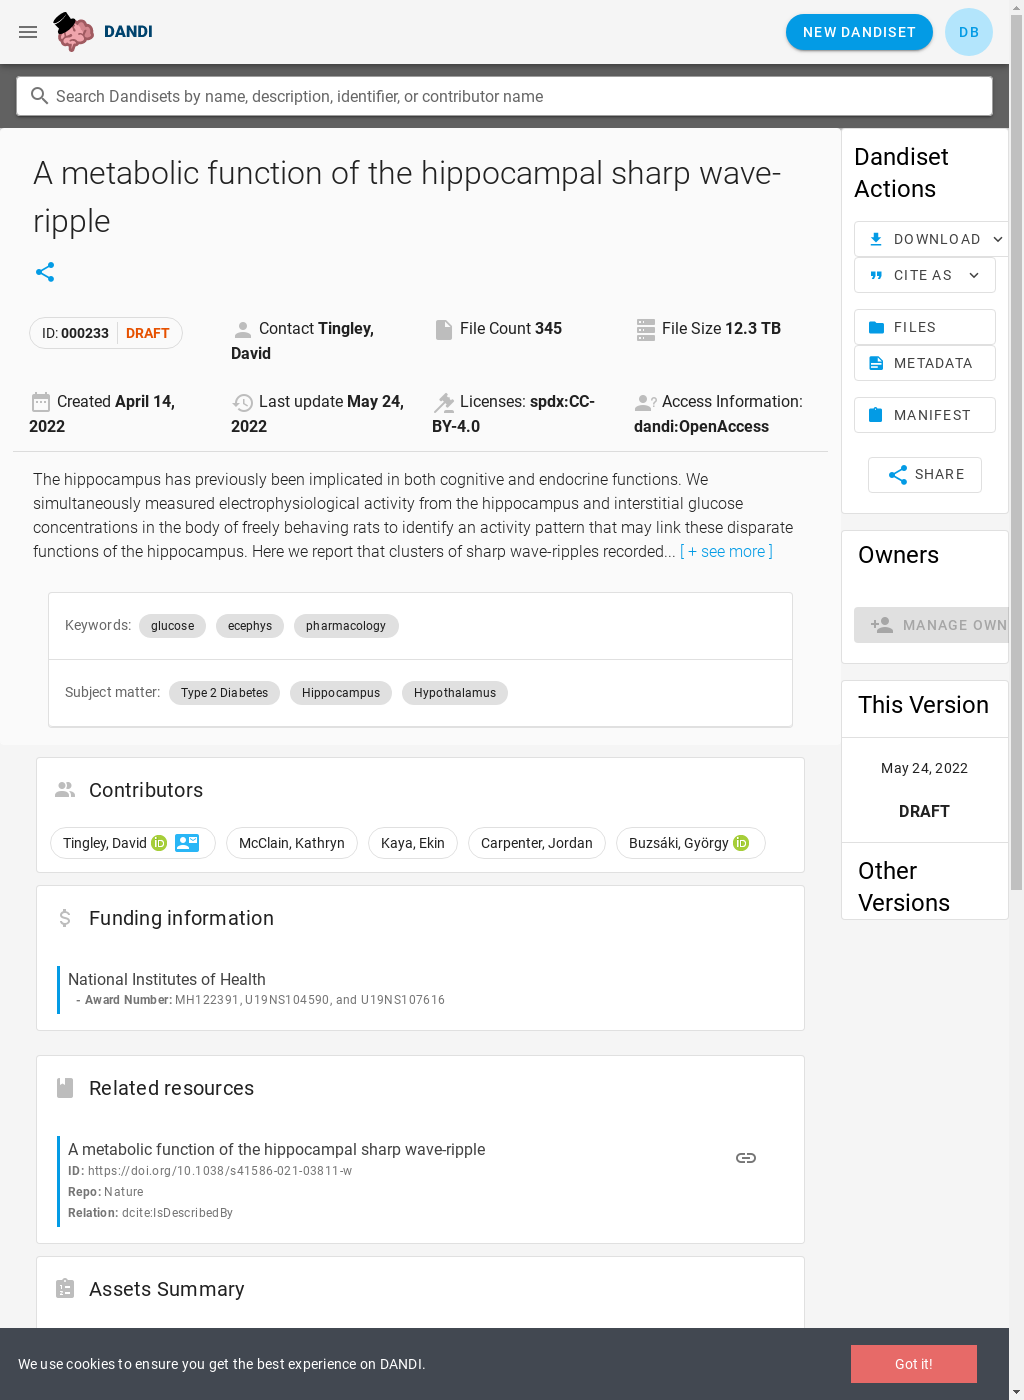 DANDI
NEW DANDISET
DB
Search Dandisets by name, description, identifier, or contributor name
A metabolic function of the hippocampal sharp wave-
ripple
ID: 000233 DRAFT
Contact Tingley,
David
File Count 345
File Size 12.3 TB
Created April 14,
2022
Last update May 24,
2022
Licenses: spdx:CC-
BY-4.0
Access Information:
dandi:OpenAccess
The hippocampus has previously been implicated in both cognitive and endocrine functions. We
simultaneously measured electrophysiological activity from the hippocampus and interstitial glucose
concentrations in the body of freely behaving rats to identify an activity pattern that may link these disparate
functions of the hippocampus. Here we report that clusters of sharp wave-ripples recorded... [ + see more ]
Keywords: glucose ecephys pharmacology
Subject matter: Type 2 Diabetes Hippocampus Hypothalamus
Contributors
Tingley, David McClain, Kathryn Kaya, Ekin Carpenter, Jordan Buzsáki, György
Funding information
National Institutes of Health
- Award Number: MH122391, U19NS104590, and U19NS107616
Related resources
A metabolic function of the hippocampal sharp wave-ripple
ID: https://doi.org/10.1038/s41586-021-03811-w
Repo: Nature
Relation: dcite:IsDescribedBy
Assets Summary
Dandiset
Actions
DOWNLOAD
CITE AS
FILES
METADATA
MANIFEST
SHARE
Owners
MANAGE OWN
This Version
May 24, 2022
DRAFT
Other
Versions
We use cookies to ensure you get the best experience on DANDI.
Got it!